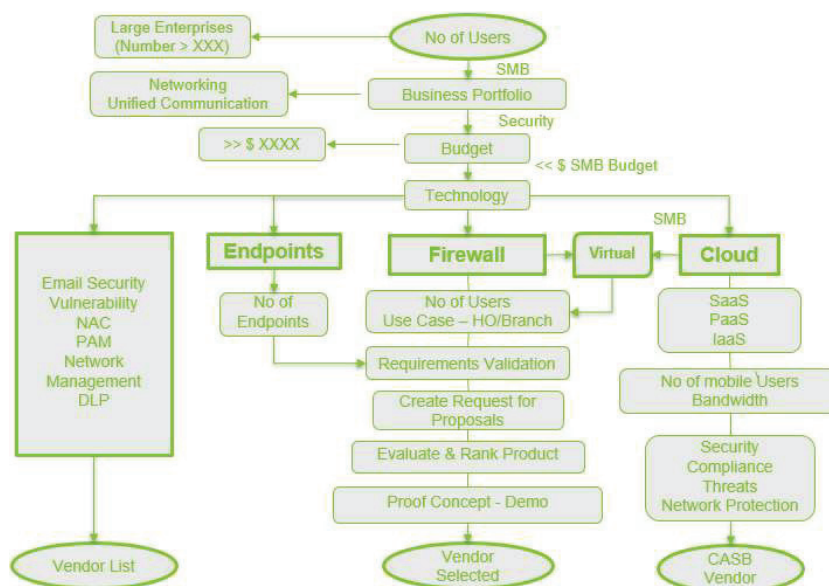 Large Enterprises
(Number > XXX)
No of Users
SMB
Networking
Unified Communication
Business Portfolio
Security
>> $ XXXX
Budget
<< $ SMB Budget
Technology
SMB
Endpoints
Firewall
Virtual
Cloud
Email Security
Vulnerability
NAC
PAM
Network
Management
DLP
No of
Endpoints
No of Users
Use Case – HO/Branch
SaaS
PaaS
IaaS
Requirements Validation
No of mobile Users
Bandwidth
Create Request for
Proposals
Evaluate & Rank Product
Security
Compliance
Threats
Network Protection
Proof Concept - Demo
Vendor List
Vendor
Selected
CASB
Vendor